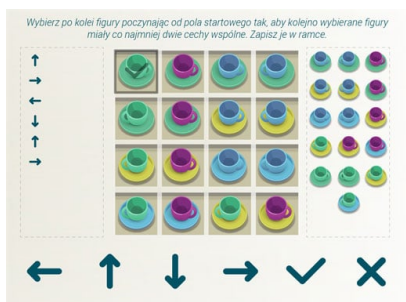 Wybierz po kolei figury poczynając od pola startowego tak, aby kolejno wybierane figury
miały co najmniej dwie cechy wspólne. Zapisz je w ramce.